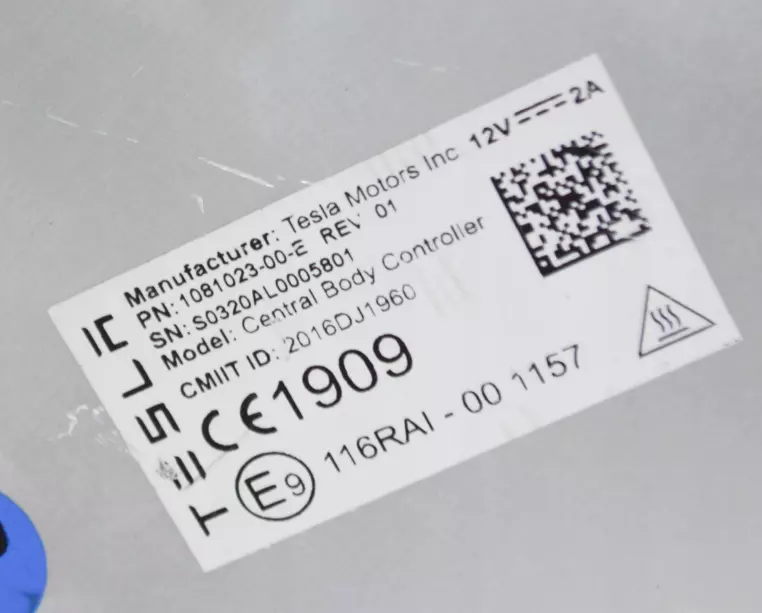 TESLA
Manufacturer: Tesla Motors Inc 12V 2A
PN:1081023-00-E REV 01
SN:S0320AL0005801
Model: Central Body Controller
CMIIT ID: 2016DJ1960
CE1909
E9 116RAI - 00 1157